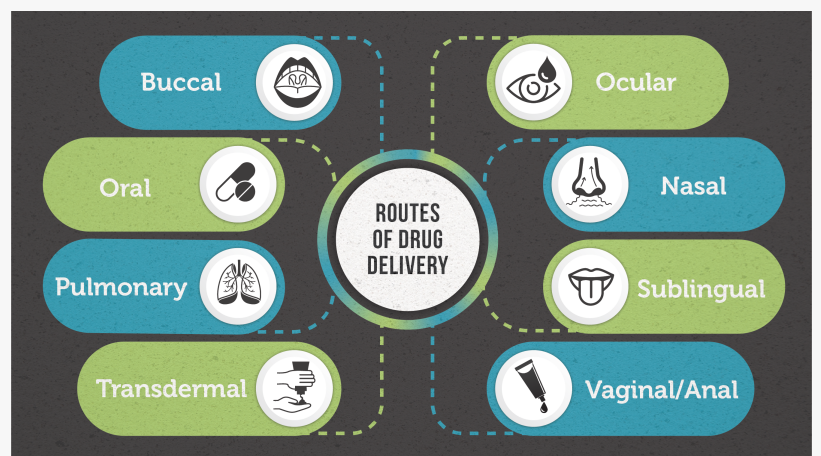 Buccal
Ocular
Oral
Nasal
ROUTES
OF DRUG
DELIVERY
Pulmonary
Sublingual
Transdermal
Vaginal/Anal